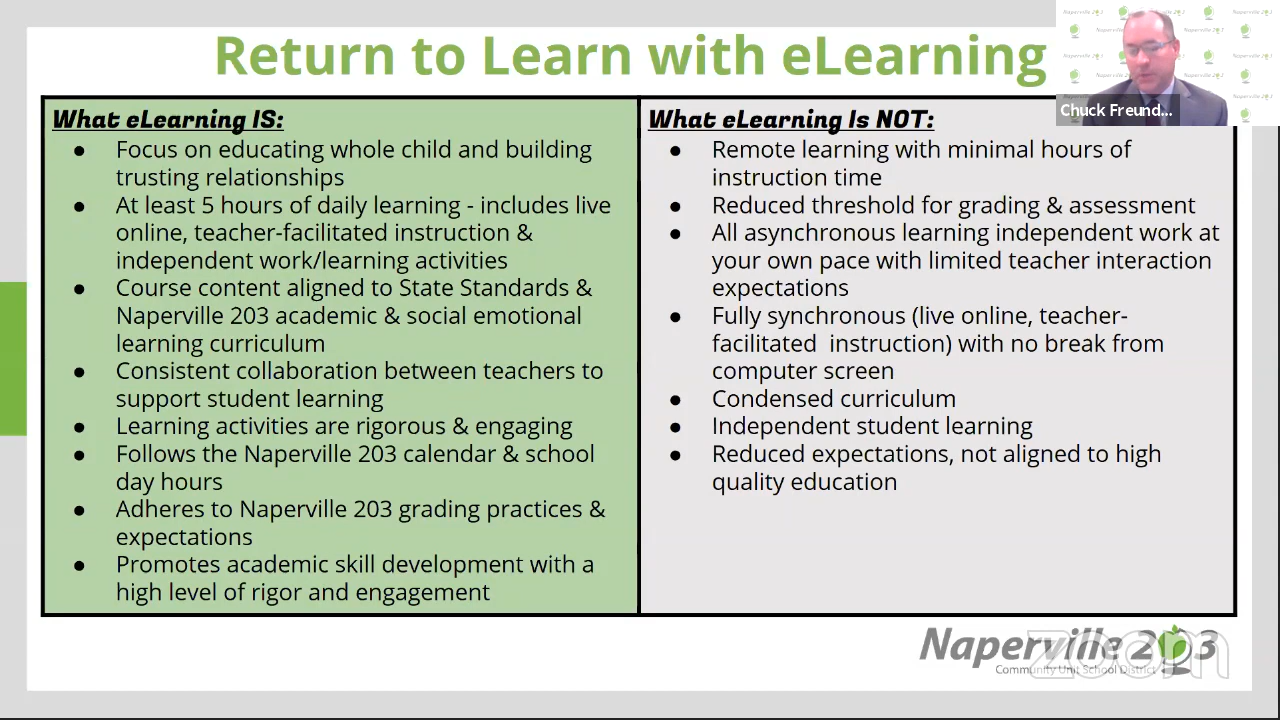 Return to Learn with eLearning
Chuck Freund...
What eLearning IS:
● Focus on educating whole child and building
trusting relationships
● At least 5 hours of daily learning - includes live
online, teacher-facilitated instruction &
independent work/learning activities
● Course content aligned to State Standards &
Naperville 203 academic & social emotional
learning curriculum
● Consistent collaboration between teachers to
support student learning
● Learning activities are rigorous & engaging
● Follows the Naperville 203 calendar & school
day hours
● Adheres to Naperville 203 grading practices &
expectations
● Promotes academic skill development with a
high level of rigor and engagement
What eLearning Is NOT:
● Remote learning with minimal hours of
instruction time
● Reduced threshold for grading & assessment
● All asynchronous learning independent work at
your own pace with limited teacher interaction
expectations
● Fully synchronous (live online, teacher-
facilitated  instruction) with no break from
computer screen
● Condensed curriculum
● Independent student learning
● Reduced expectations, not aligned to high
quality education
Naperville 203
Community Unit School District
zoom